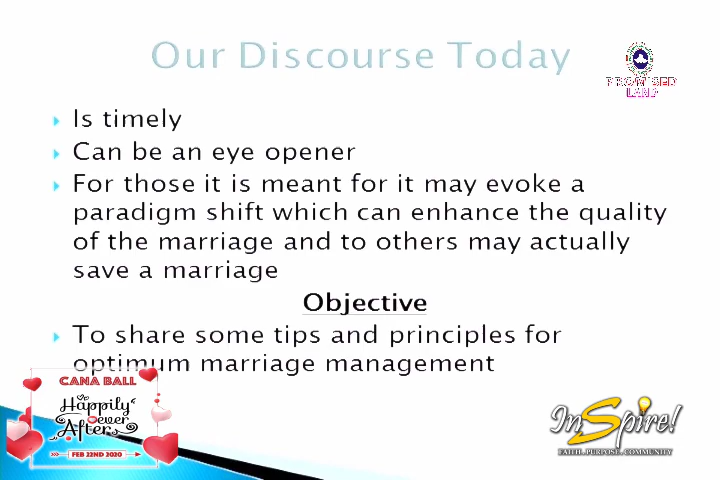 Our Discourse Today
PROMISED
LAND
Is timely
Can be an eye opener
For those it is meant for it may evoke a
paradigm shift which can enhance the quality
of the marriage and to others may actually
save a marriage
Objective
To share some tips and principles for
optimum marriage management
CANA BALL
Happily
ever
Afters
FEB 22ND 2020
InSpire!
FAITH . PURPOSE . COMMUNITY